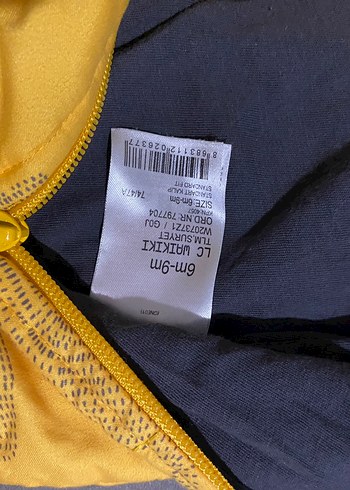 6m-9m
LC WAIKIKI
TLM.SURYET
W20737Z1 / G0J
ORD NR: 797704
SIZE: 6m-9m
STANDART KALIP
STANDARD FIT
74/47A
8683112026377